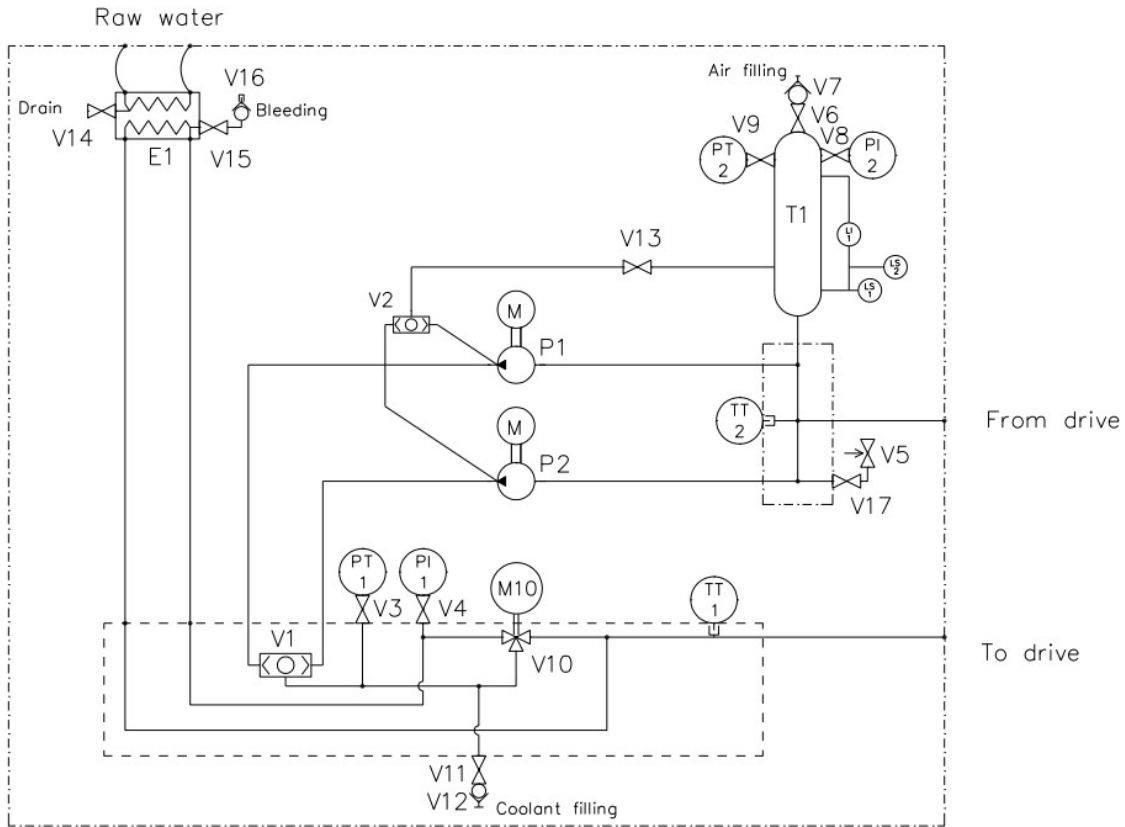 Raw water
V16
Drain
Bleeding
V14
E1
V15
Air filling
V7
V6
V9
V8
PT
2
PI
2
T1
LI
1
LS
2
LS
1
V13
V2
M
P1
TT
2
From drive
M
P2
V5
V17
PT
1
PI
1
M10
TT
1
V3
V4
V1
V10
To drive
V11
V12
Coolant filling